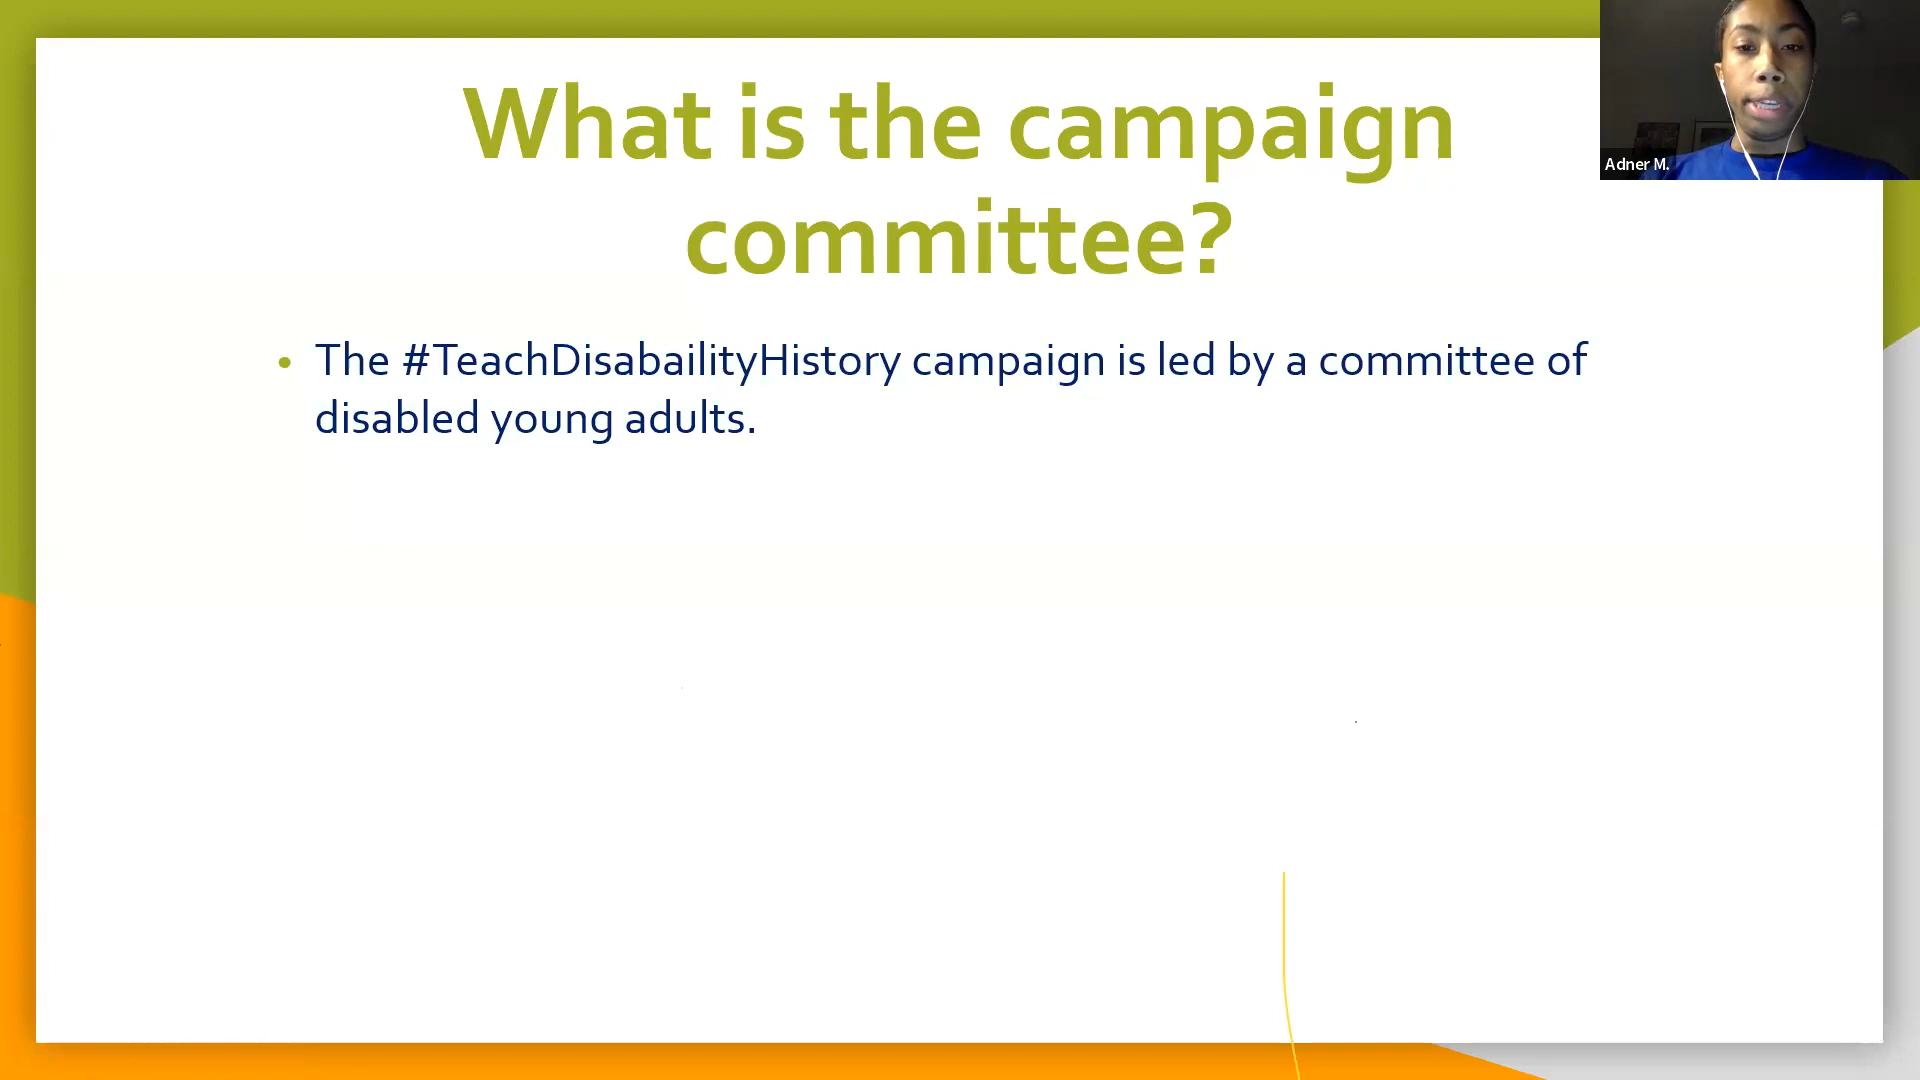 What is the campaign
committee?
Adner M.
• The #TeachDisabailityHistory campaign is led by a committee of
disabled young adults.